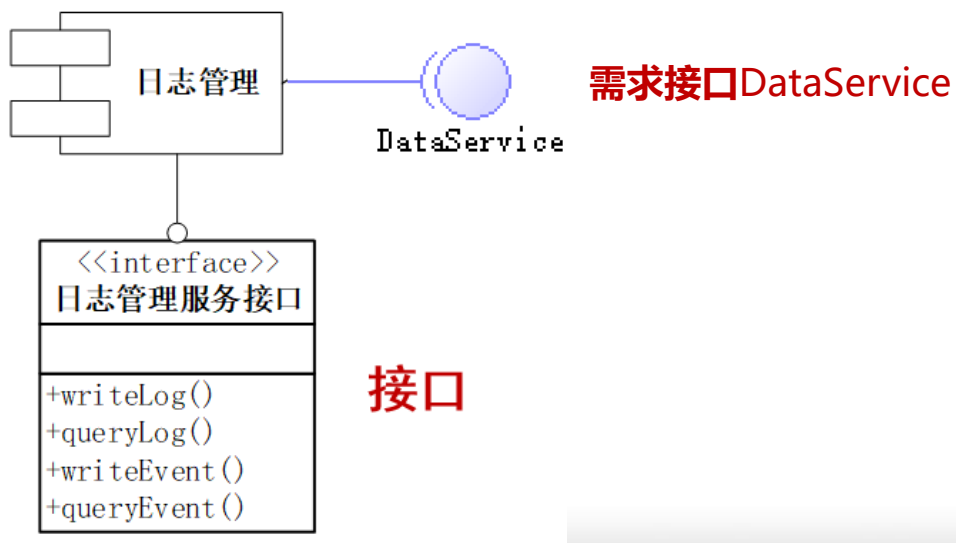 日志管理
需求接口DataService
DataService
<<interface>>
日志管理服务接口
+writeLog()
+queryLog()
+writeEvent()
+queryEvent()
接口